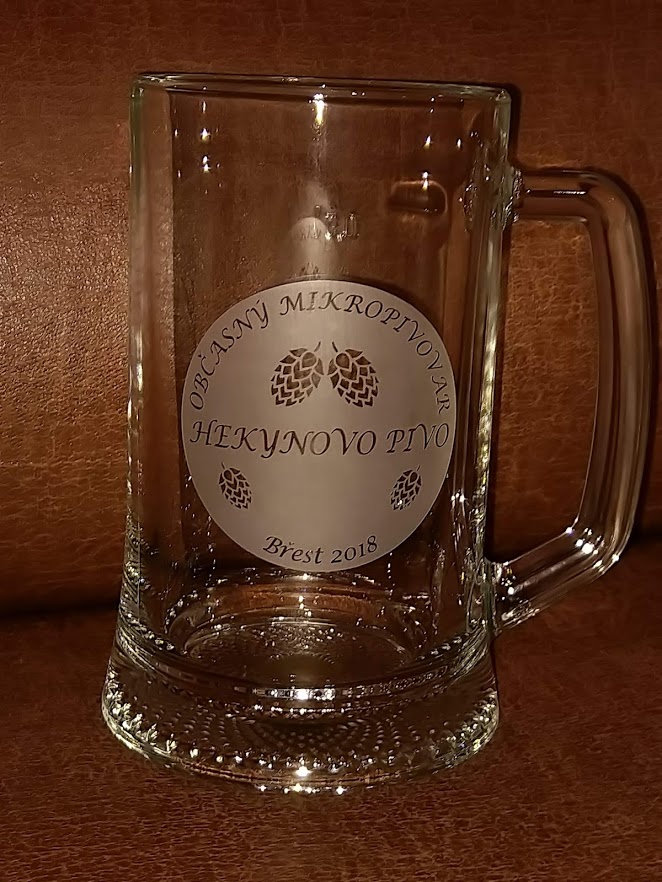 OBČASNÝ MIKROPIVOVAR
HEKYNOVO PIVO
Břest 2018